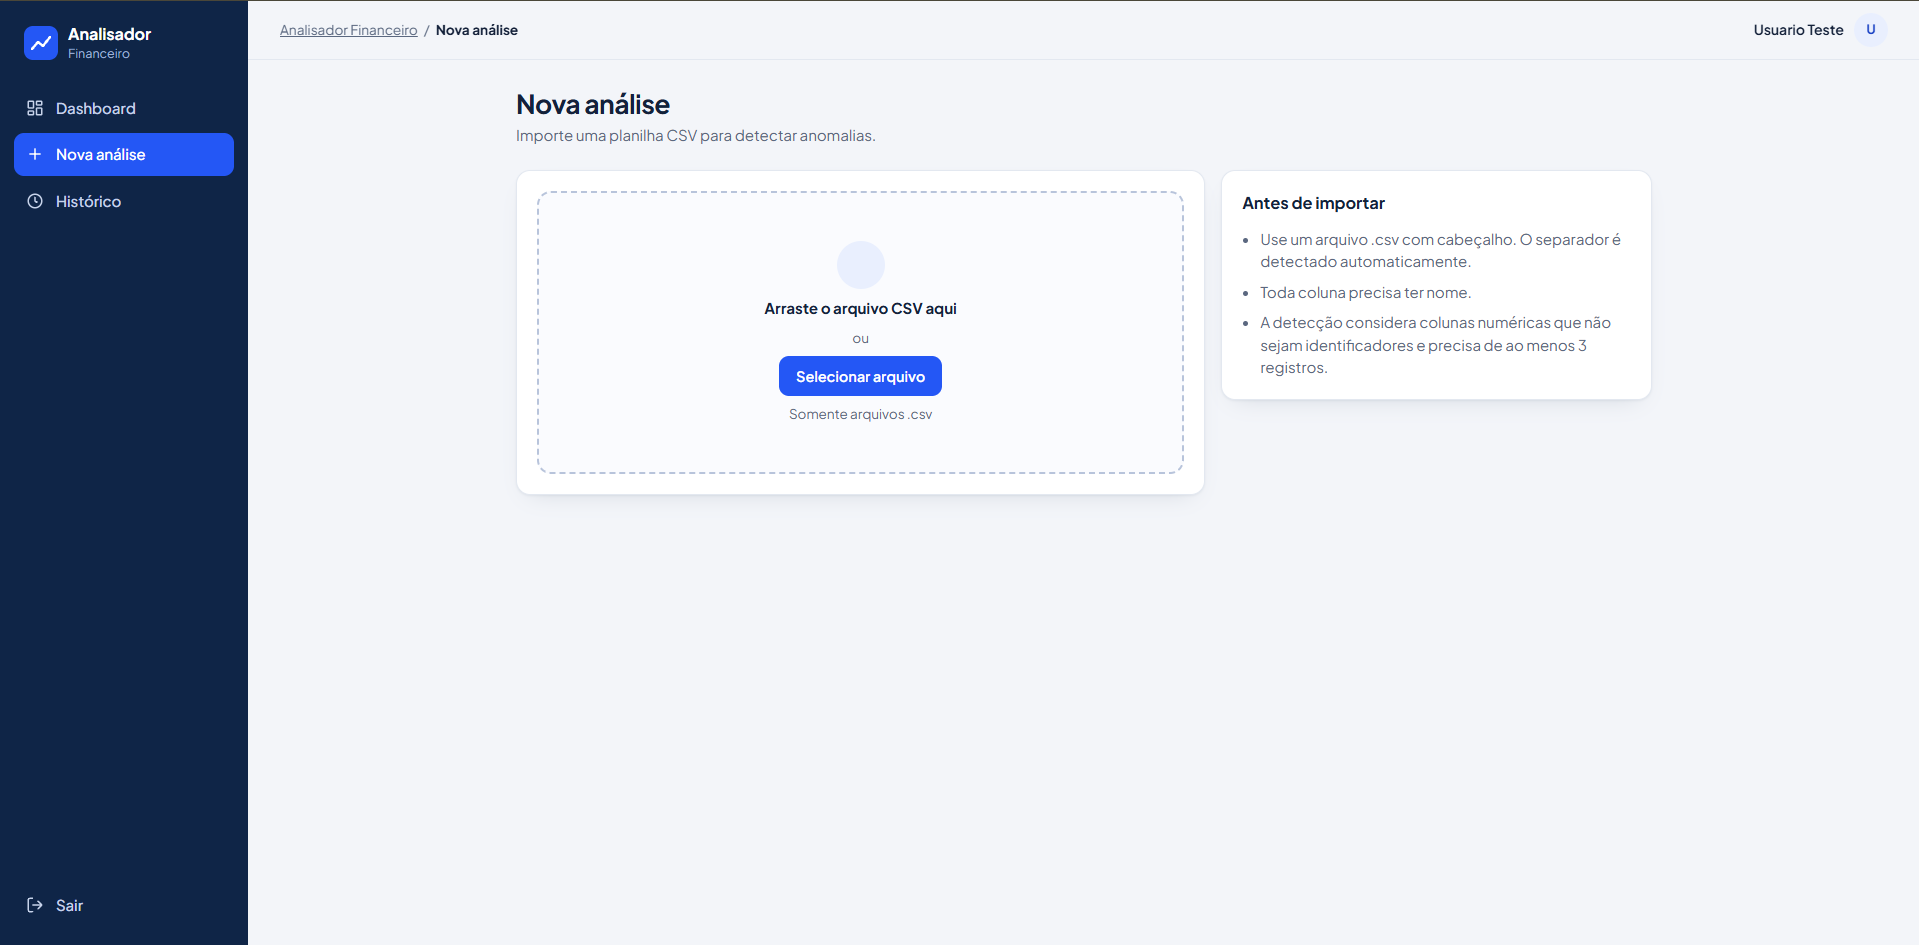 Analisador
Financeiro
Dashboard
Nova análise
Histórico
Sair
Analisador Financeiro / Nova análise
Usuario Teste
U
Nova análise
Importe uma planilha CSV para detectar anomalias.
Arraste o arquivo CSV aqui
ou
Selecionar arquivo
Somente arquivos .csv
Antes de importar
Use um arquivo .csv com cabeçalho. O separador é
detectado automaticamente.
Toda coluna precisa ter nome.
A detecção considera colunas numéricas que não
sejam identificadores e precisa de ao menos 3
registros.